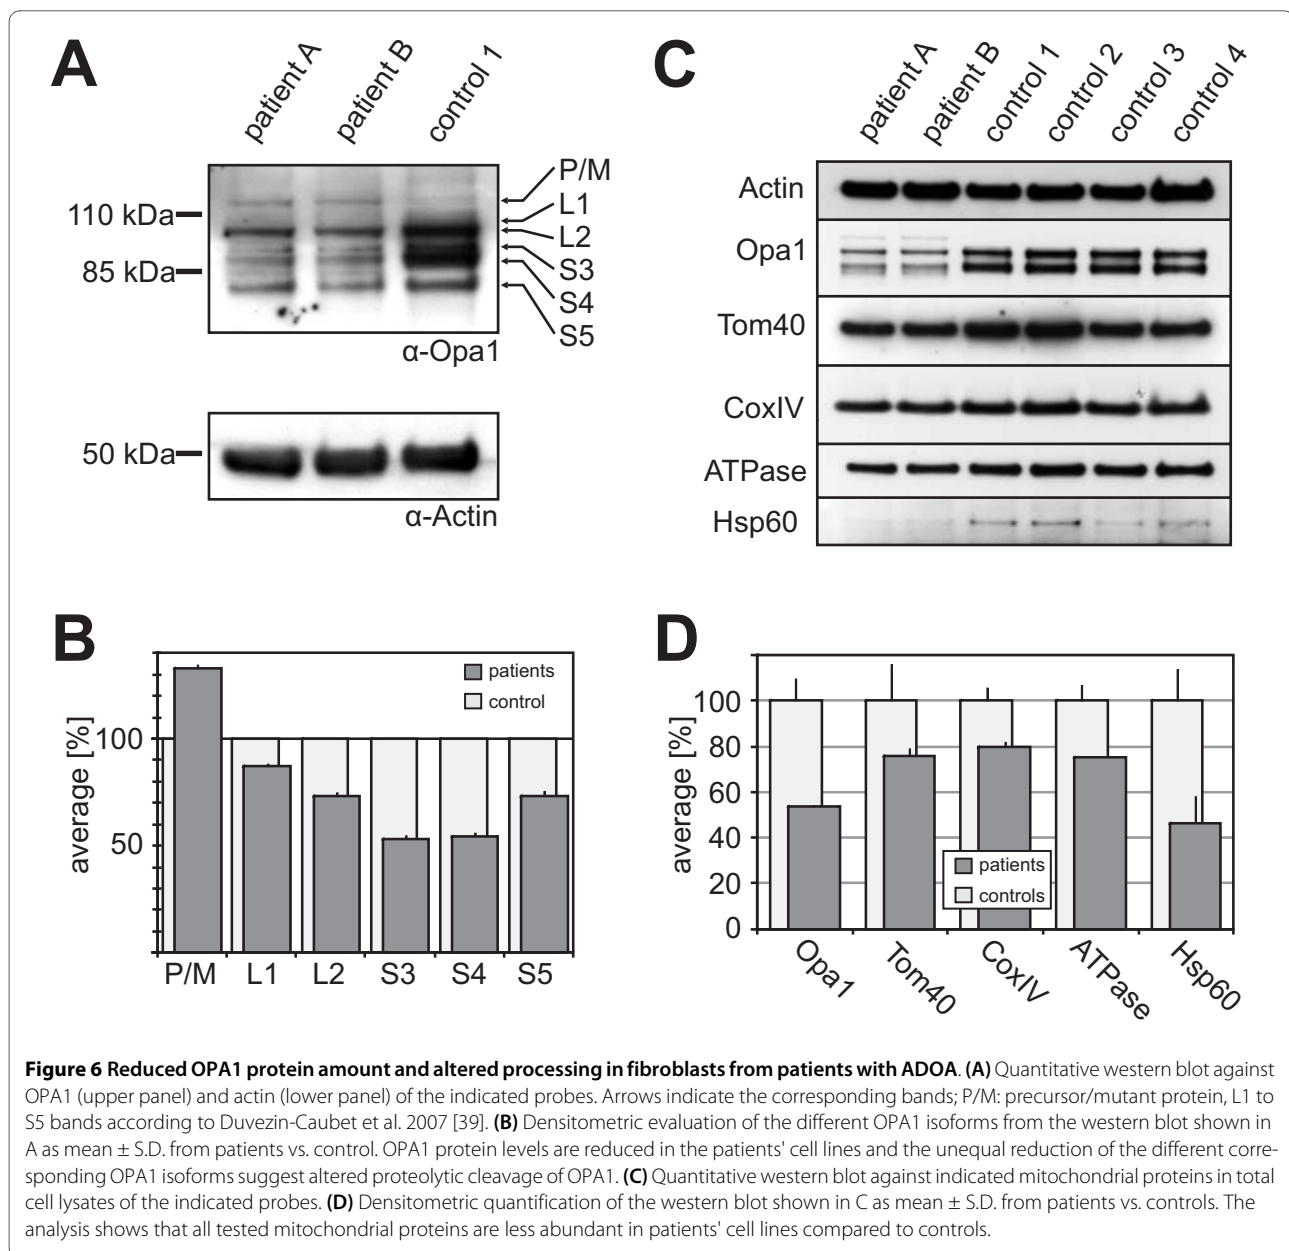 A
patient A
patient B
control 1
P/M
L1
L2
S3
S4
S5
110 kDa
85 kDa
α-Opa1
50 kDa
α-Actin
C
patient A
patient B
control 1
control 2
control 3
control 4
Actin
Opa1
Tom40
CoxIV
ATPase
Hsp60
B
average [%]
100
50
patients
control
P/M L1 L2 S3 S4 S5
D
average [%]
100
80
60
40
20
0
patients
controls
Opa1
Tom40
CoxIV
ATPase
Hsp60
Figure 6 Reduced OPA1 protein amount and altered processing in fibroblasts from patients with ADOA. (A) Quantitative western blot against
OPA1 (upper panel) and actin (lower panel) of the indicated probes. Arrows indicate the corresponding bands; P/M: precursor/mutant protein, L1 to
S5 bands according to Duvezin-Caubet et al. 2007 [39]. (B) Densitometric evaluation of the different OPA1 isoforms from the western blot shown in
A as mean ± S.D. from patients vs. control. OPA1 protein levels are reduced in the patients' cell lines and the unequal reduction of the different corre-
sponding OPA1 isoforms suggest altered proteolytic cleavage of OPA1. (C) Quantitative western blot against indicated mitochondrial proteins in total
cell lysates of the indicated probes. (D) Densitometric quantification of the western blot shown in C as mean ± S.D. from patients vs. controls. The
analysis shows that all tested mitochondrial proteins are less abundant in patients' cell lines compared to controls.